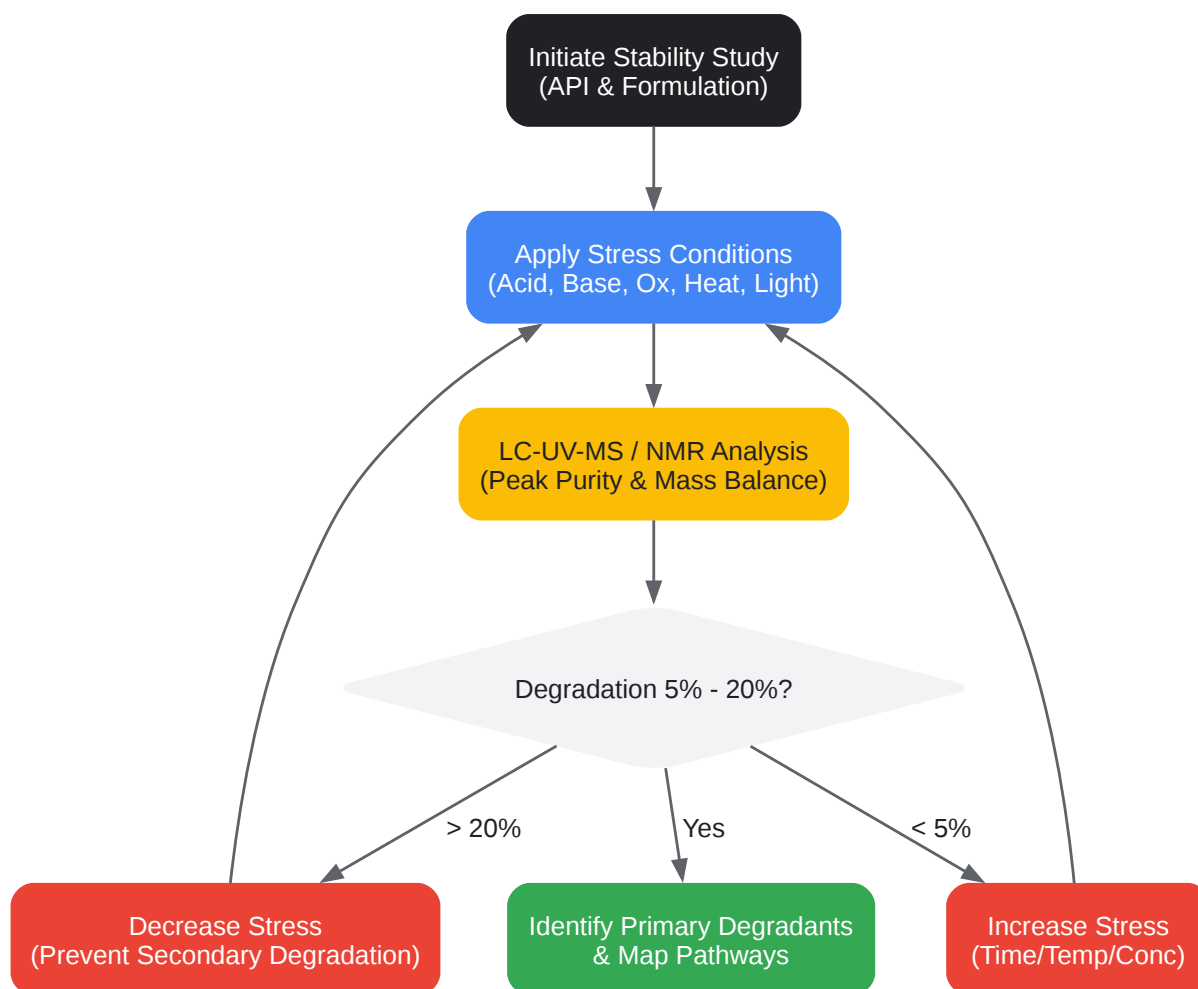 Initiate Stability Study
(API & Formulation)
Apply Stress Conditions
(Acid, Base, Ox, Heat, Light)
LC-UV-MS / NMR Analysis
(Peak Purity & Mass Balance)
Degradation 5% - 20%?
> 20%
Yes
< 5%
Decrease Stress
(Prevent Secondary Degradation)
Identify Primary Degradants
& Map Pathways
Increase Stress
(Time/Temp/Conc)